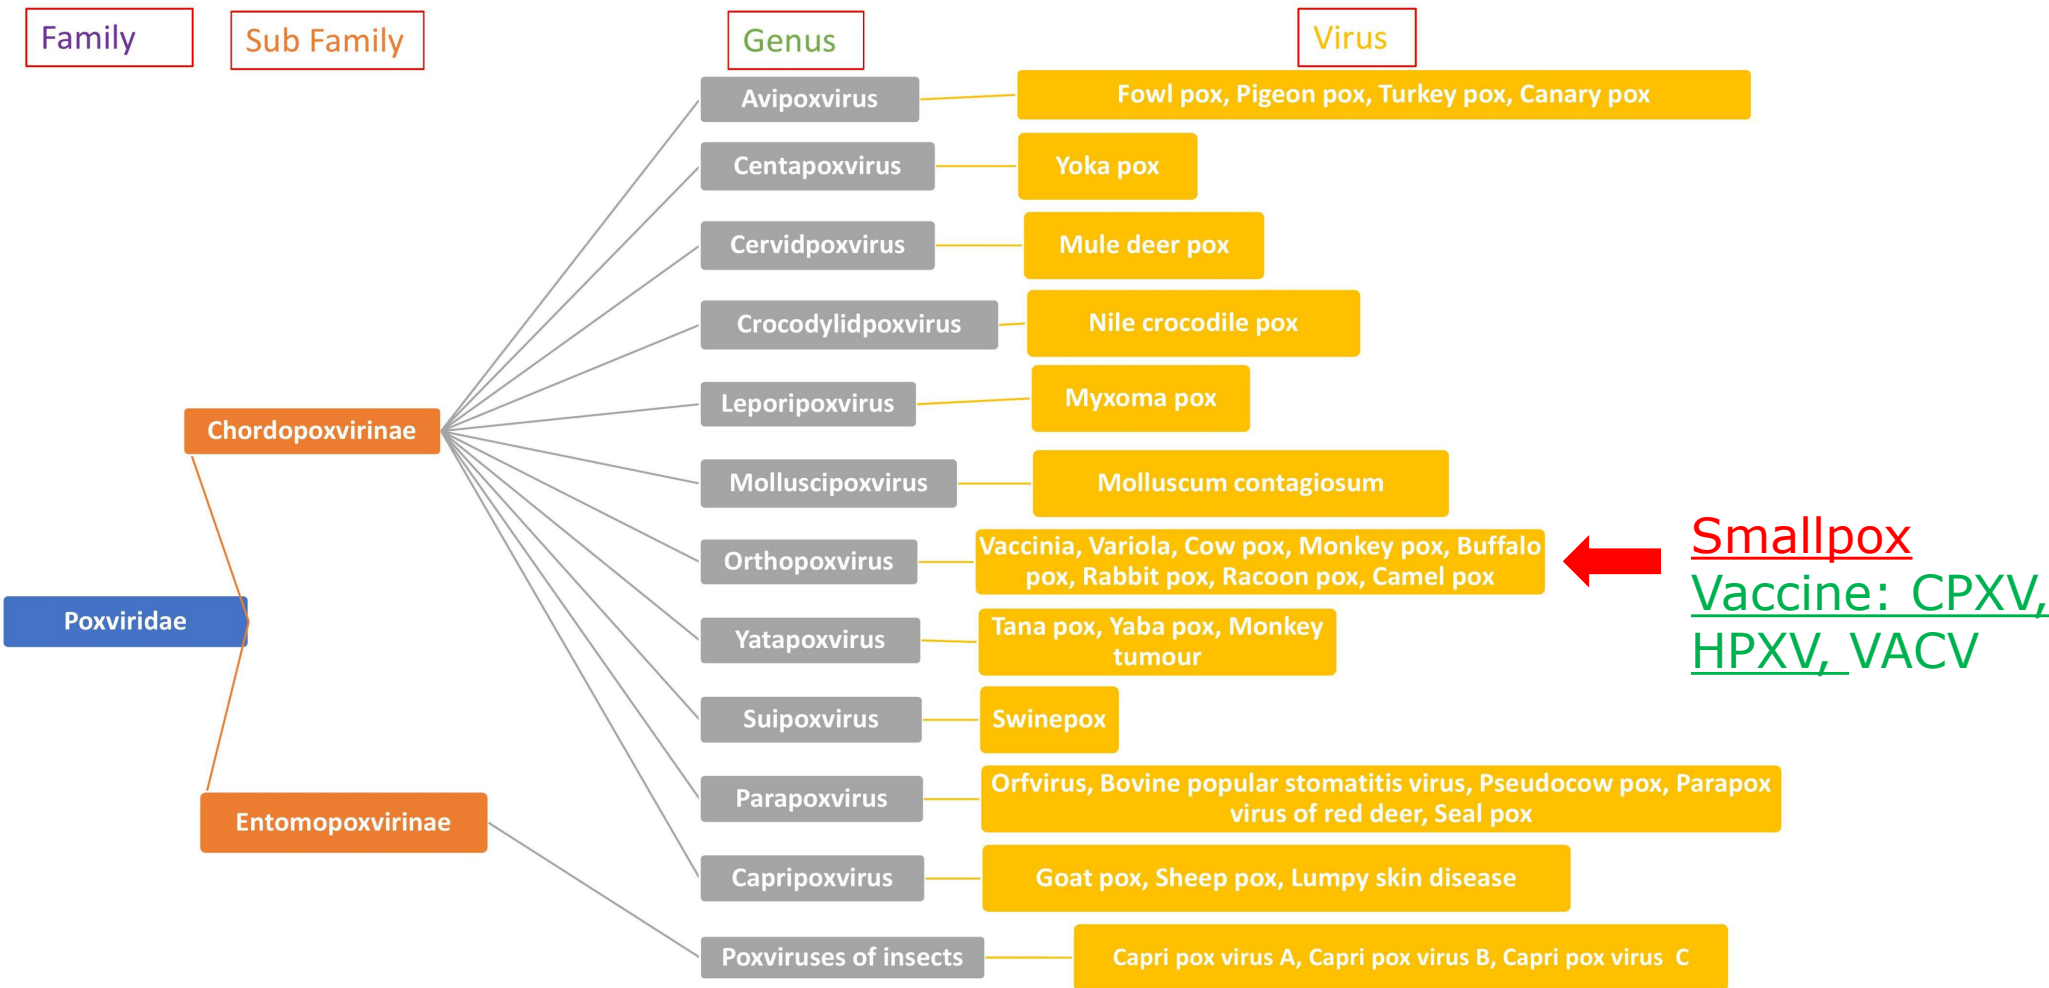 Family
Sub Family
Genus
Virus
Avipoxvirus
Fowl pox, Pigeon pox, Turkey pox, Canary pox
Centapoxvirus
Yoka pox
Cervidpoxvirus
Mule deer pox
Crocodylidpoxvirus
Nile crocodile pox
Leporipoxvirus
Myxoma pox
Chordopoxvirinae
Molluscipoxvirus
Molluscum contagiosum
Orthopoxvirus
Vaccinia, Variola, Cow pox, Monkey pox, Buffalo
pox, Rabbit pox, Racoon pox, Camel pox
Smallpox
Vaccine: CPXV,
HPXV, VACV
Poxviridae
Yatapoxvirus
Tana pox, Yaba pox, Monkey
tumour
Suipoxvirus
Swinepox
Parapoxvirus
Orfvirus, Bovine popular stomatitis virus, Pseudocow pox, Parapox
virus of red deer, Seal pox
Entomopoxvirinae
Capripoxvirus
Goat pox, Sheep pox, Lumpy skin disease
Poxviruses of insects
Capri pox virus A, Capri pox virus B, Capri pox virus C